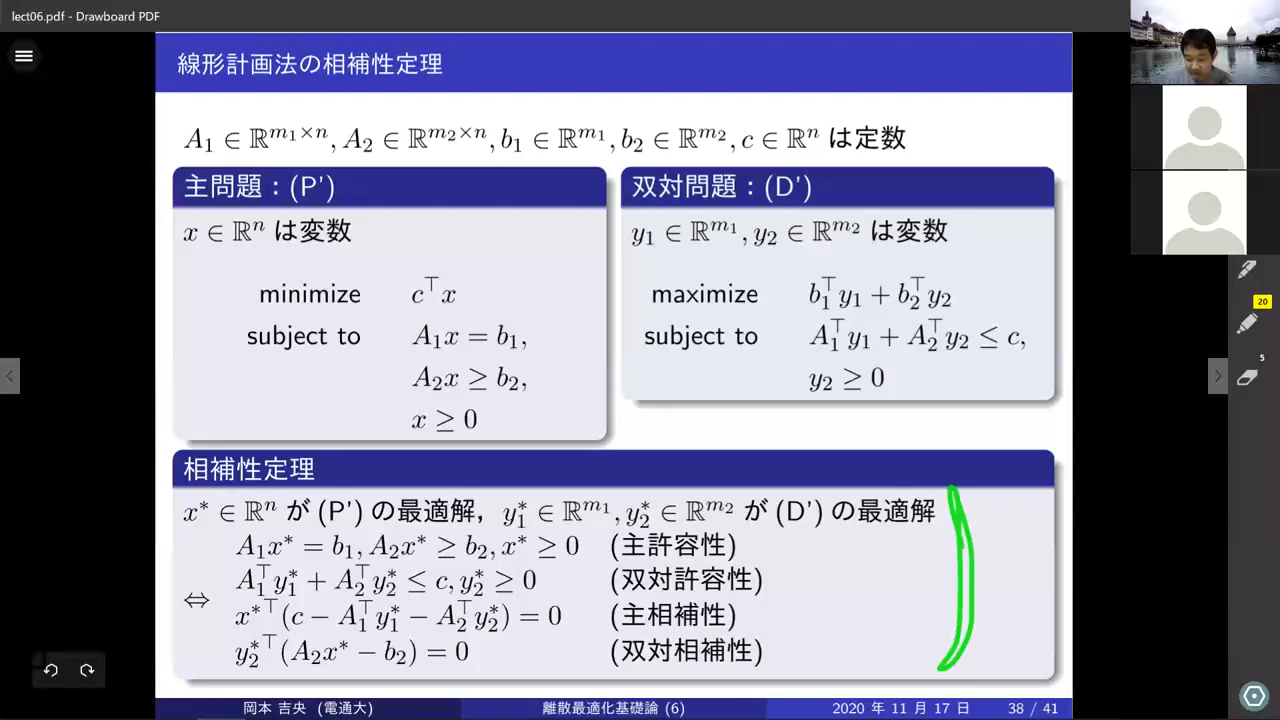 lect06.pdf - Drawboard PDF
線形計画法の相補性定理
A₁ ∈ ℝ^{m₁×n}, A₂ ∈ ℝ^{m₂×n}, b₁ ∈ ℝ^{m₁}, b₂ ∈ ℝ^{m₂}, c ∈ ℝⁿ は定数
主問題：(P')
x ∈ ℝⁿ は変数
minimize c^⊤ x
subject to A₁x = b₁,
A₂x ≥ b₂,
x ≥ 0
双対問題：(D')
y₁ ∈ ℝ^{m₁}, y₂ ∈ ℝ^{m₂} は変数
maximize b₁^⊤ y₁ + b₂^⊤ y₂
subject to A₁^⊤ y₁ + A₂^⊤ y₂ ≤ c,
y₂ ≥ 0
相補性定理
x* ∈ ℝⁿ が (P') の最適解，y₁* ∈ ℝ^{m₁}, y₂* ∈ ℝ^{m₂} が (D') の最適解
A₁x* = b₁, A₂x* ≥ b₂, x* ≥ 0 (主許容性)
⇔ A₁^⊤ y₁* + A₂^⊤ y₂* ≤ c, y₂* ≥ 0 (双対許容性)
x*^⊤(c − A₁^⊤ y₁* − A₂^⊤ y₂*) = 0 (主相補性)
y₂*^⊤(A₂x* − b₂) = 0 (双対相補性)
岡本 吉央 (電通大) 離散最適化基礎論 (6) 2020 年 11 月 17 日 38 / 41
20
5